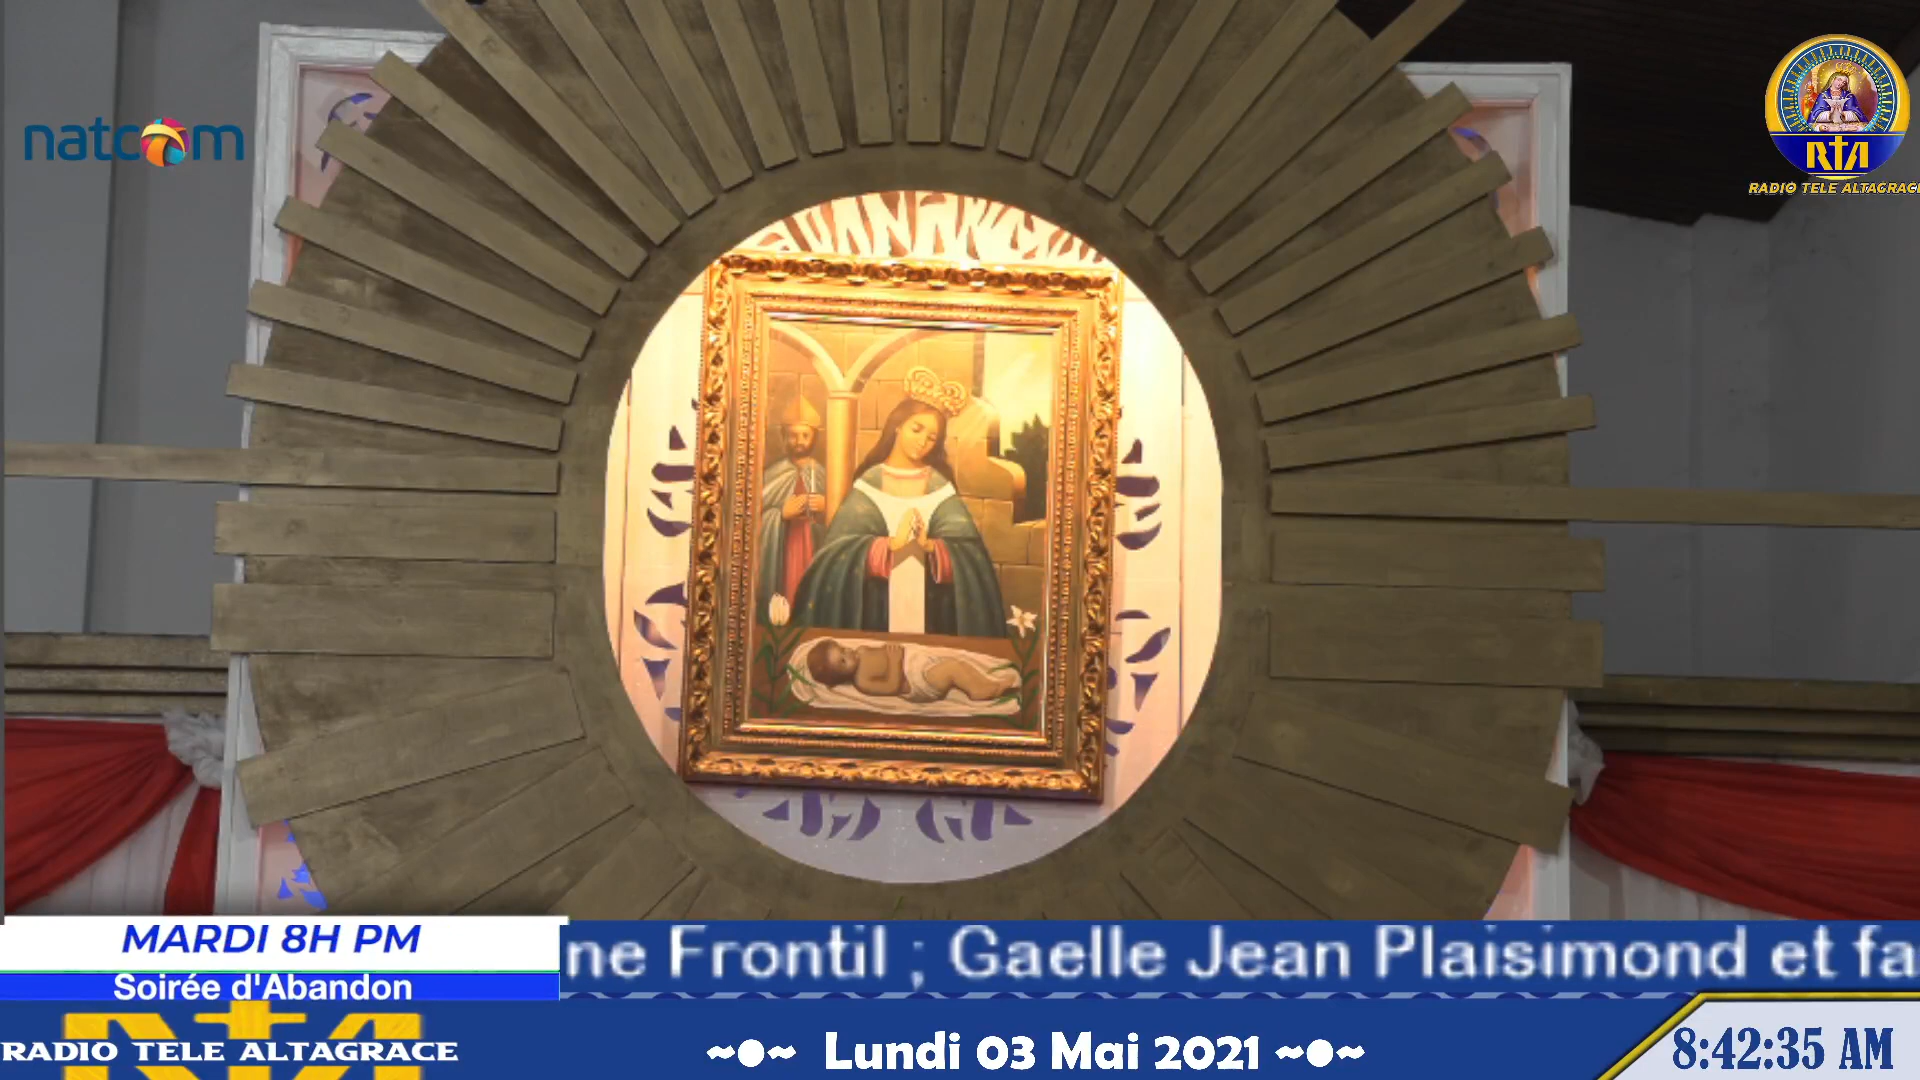 natcom
RTA
RADIO TELE ALTAGRACE
MARDI 8H PM
Soirée d'Abandon
ne Frontil ; Gaelle Jean Plaisimond et fa
RTA
RADIO TELE ALTAGRACE
Lundi 03 Mai 2021
8:42:35 AM